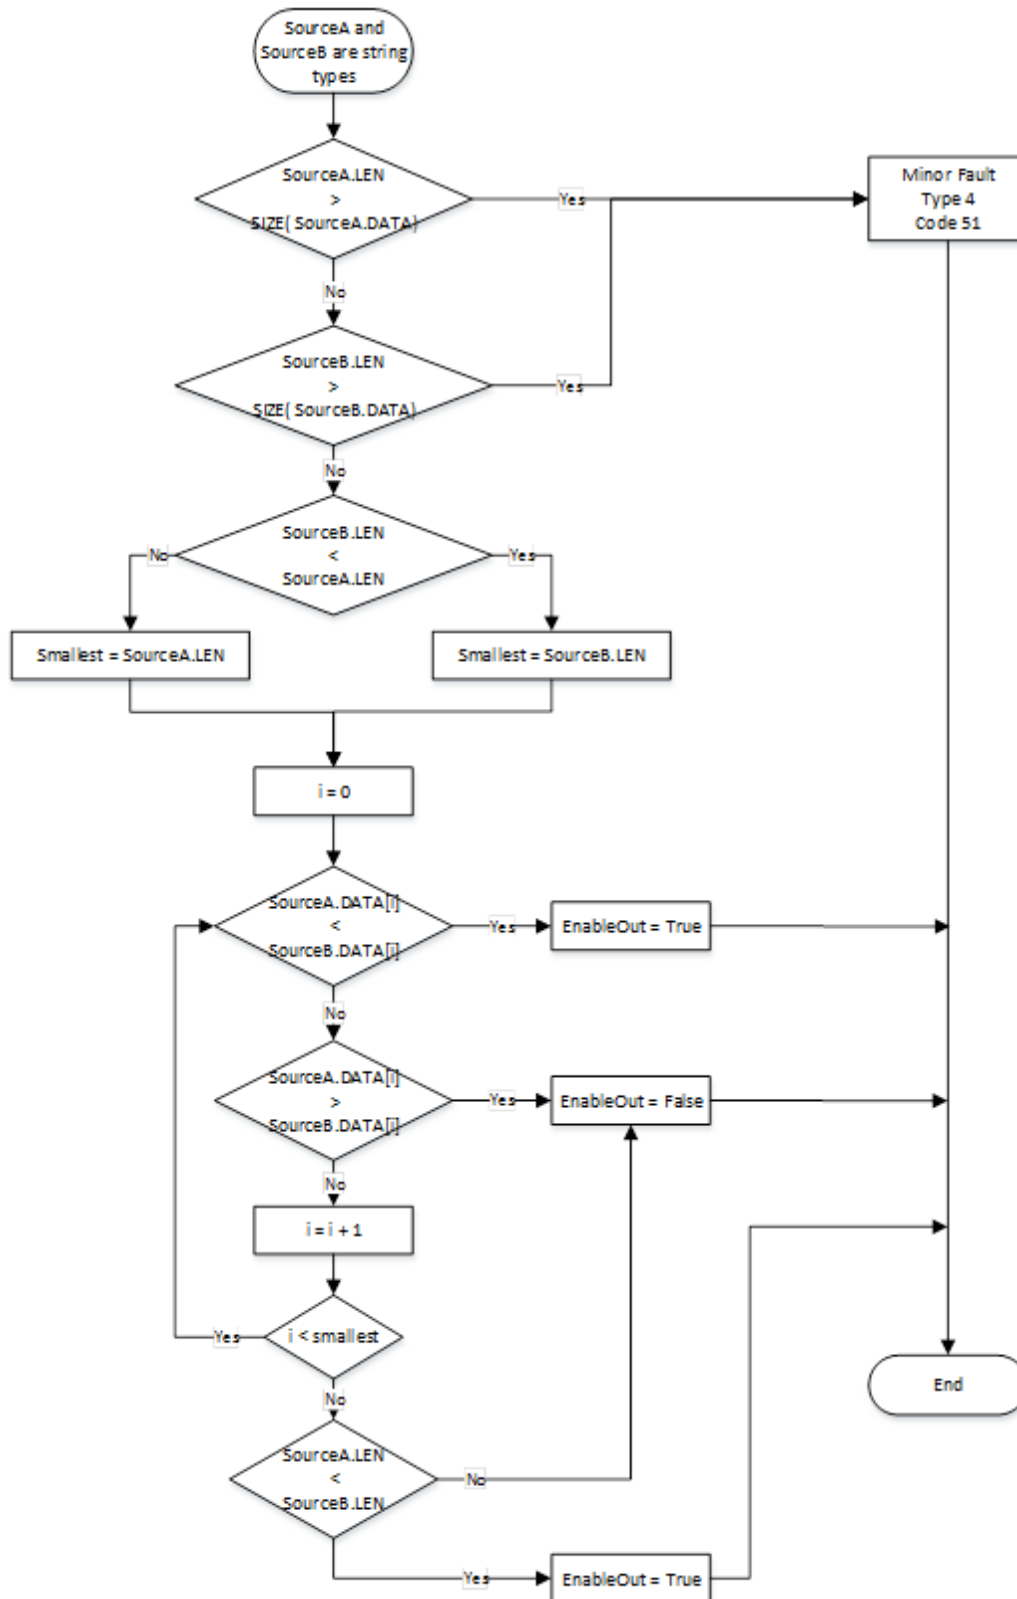 SourceA and
SourceB are string
types
SourceA.LEN
>
SIZE( SourceA.DATA)
Yes
Minor Fault
Type 4
Code 51
No
SourceB.LEN
>
SIZE( SourceB.DATA)
Yes
No
SourceB.LEN
<
SourceA.LEN
No
Yes
Smallest = SourceA.LEN
Smallest = SourceB.LEN
i = 0
SourceA.DATA[i]
<
SourceB.DATA[i]
Yes
EnableOut = True
No
SourceA.DATA[i]
>
SourceB.DATA[i]
Yes
EnableOut = False
No
i = i + 1
i < smallest
Yes
No
End
SourceA.LEN
<
SourceB.LEN
No
Yes
EnableOut = True